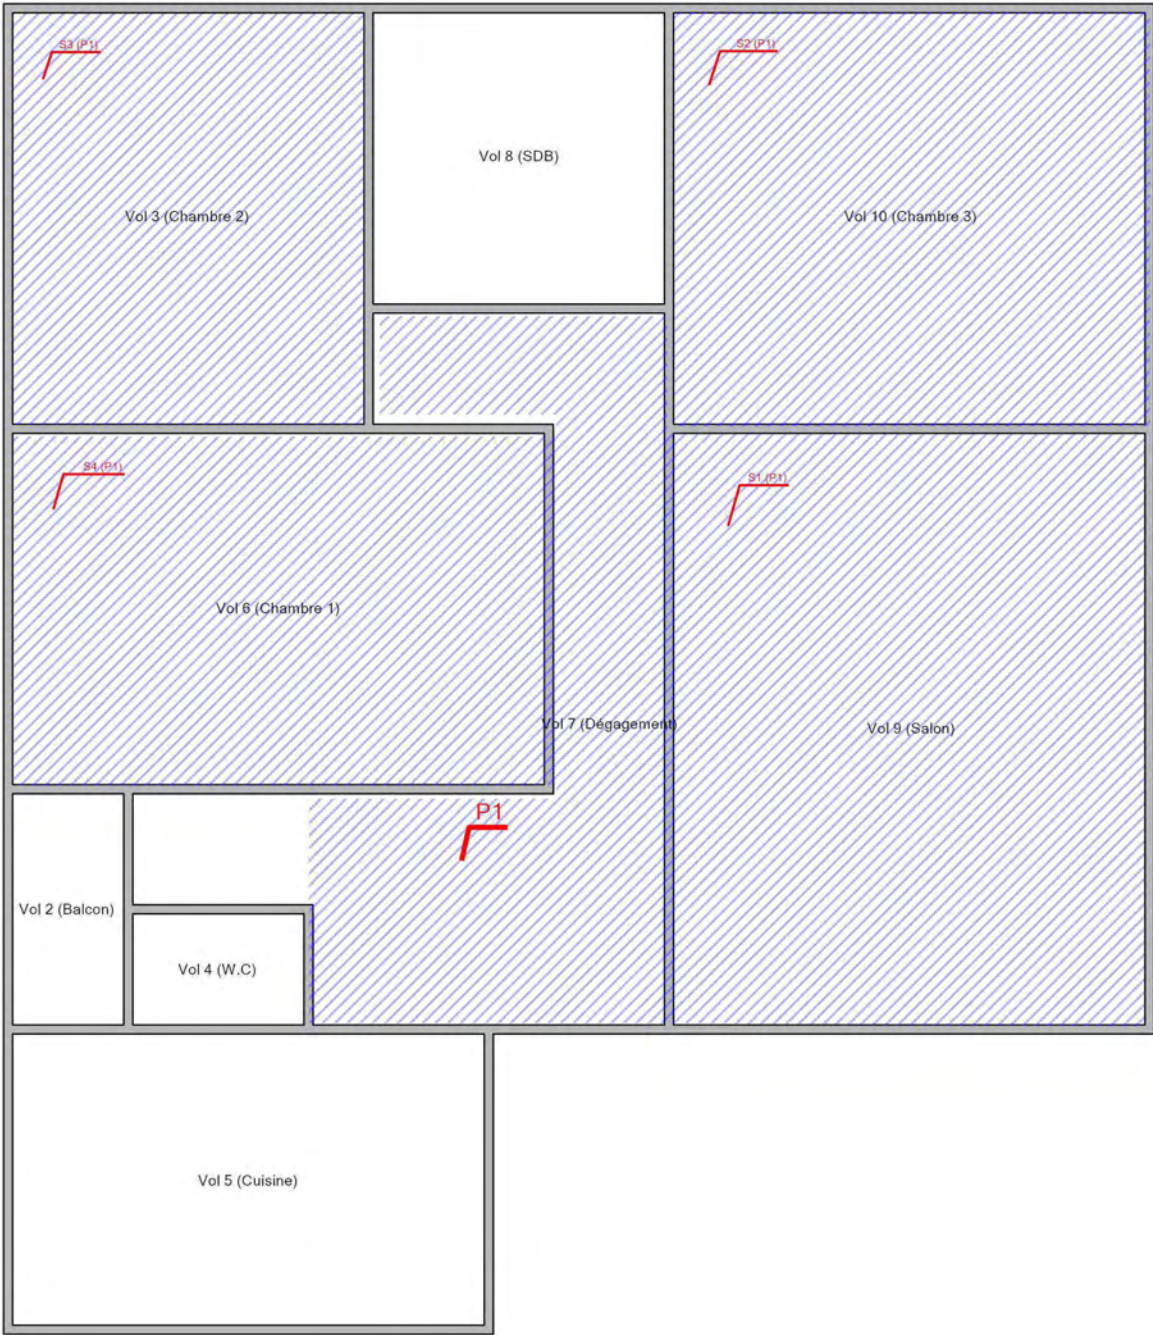 S3 (P1)
S2 (P1)
Vol 8 (SDB)
Vol 3 (Chambre 2)
Vol 10 (Chambre 3)
S4 (P1)
S1 (P1)
Vol 6 (Chambre 1)
Vol 7 (Dégagement)
Vol 9 (Salon)
P1
Vol 2 (Balcon)
Vol 4 (W.C)
Vol 5 (Cuisine)